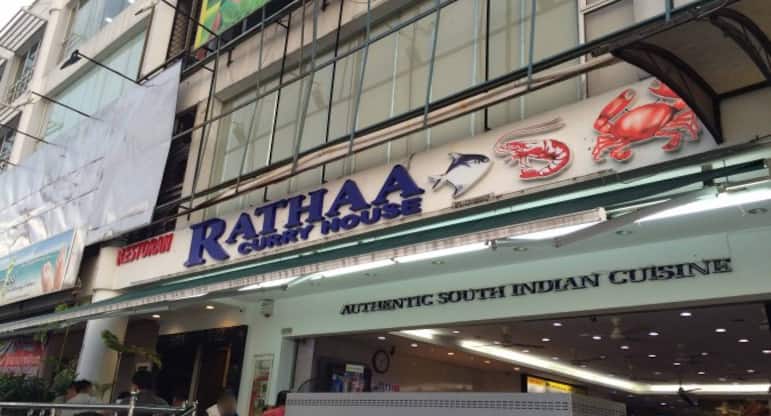 RESTORAN
RATHAA
CURRY HOUSE
AUTHENTIC SOUTH INDIAN CUISINE